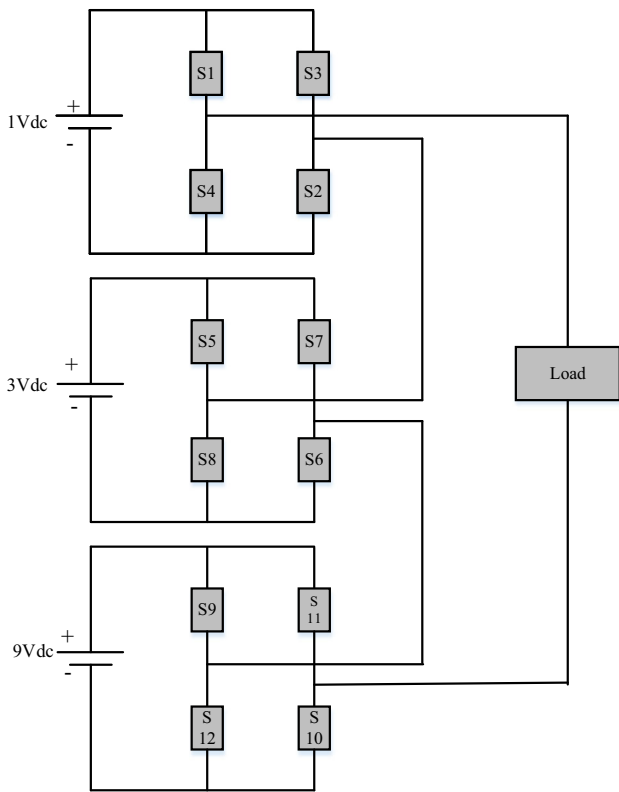 S1
S3
+
1Vdc
-
S4
S2
S5
S7
+
3Vdc
-
Load
S8
S6
S9
S
11
+
9Vdc
-
S
12
S
10